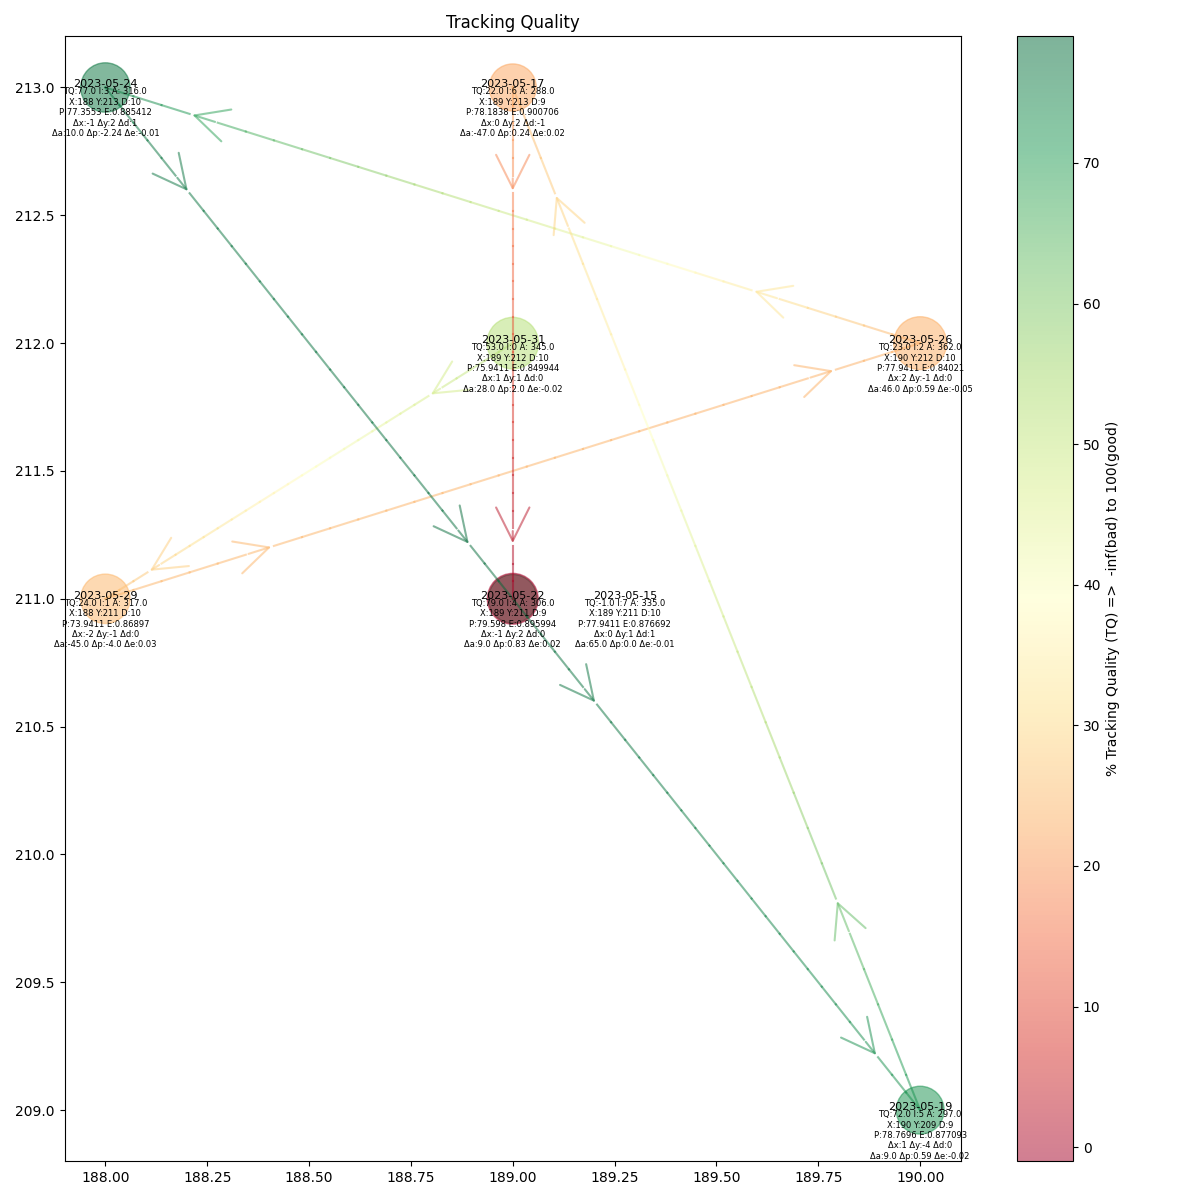 Tracking Quality
2023-05-24
TQ:77.0 I:3 A: 316.0
X:188 Y:213 D:10
P:77.3553 E:0.885412
Δx:-1 Δy:2 Δd:1
Δa:10.0 Δp:-2.24 Δe:-0.01
2023-05-17
TQ:22.0 I:6 A: 288.0
X:189 Y:213 D:9
P:78.1838 E:0.900706
Δx:0 Δy:2 Δd:-1
Δa:-47.0 Δp:0.24 Δe:0.02
2023-05-31
TQ:53.0 I:0 A: 345.0
X:189 Y:212 D:10
P:75.9411 E:0.849944
Δx:1 Δy:1 Δd:0
Δa:28.0 Δp:2.0 Δe:-0.02
2023-05-26
TQ:23.0 I:2 A: 362.0
X:190 Y:212 D:10
P:77.9411 E:0.84021
Δx:2 Δy:-1 Δd:0
Δa:46.0 Δp:0.59 Δe:-0.05
2023-05-29
TQ:24.0 I:1 A: 317.0
X:188 Y:211 D:10
P:73.9411 E:0.86897
Δx:-2 Δy:-1 Δd:0
Δa:-45.0 Δp:-4.0 Δe:0.03
2023-05-22
TQ:79.0 I:4 A: 306.0
X:189 Y:211 D:9
P:79.598 E:0.895994
Δx:-1 Δy:2 Δd:0
Δa:9.0 Δp:0.83 Δe:0.02
2023-05-15
TQ:-1.0 I:7 A: 335.0
X:189 Y:211 D:10
P:77.9411 E:0.876692
Δx:0 Δy:1 Δd:1
Δa:65.0 Δp:0.0 Δe:-0.01
2023-05-19
TQ:72.0 I:5 A: 297.0
X:190 Y:209 D:9
P:78.7696 E:0.877093
Δx:1 Δy:-4 Δd:0
Δa:9.0 Δp:0.59 Δe:-0.02
213.0
212.5
212.0
211.5
211.0
210.5
210.0
209.5
209.0
188.00
188.25
188.50
188.75
189.00
189.25
189.50
189.75
190.00
70
60
50
40
30
20
10
0
% Tracking Quality (TQ) => -inf(bad) to 100(good)